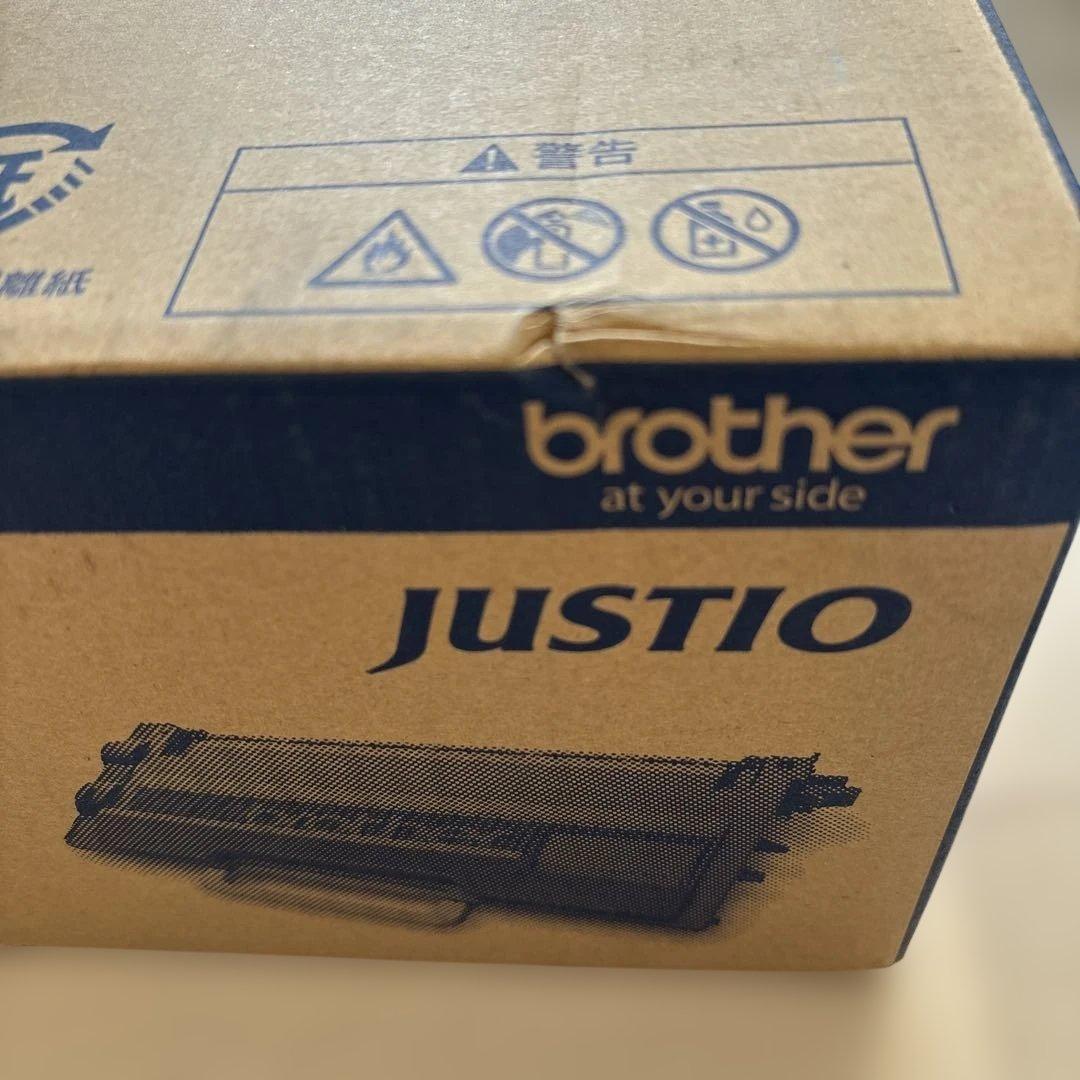 警告
離紙
brother
at your side
JUSTIO